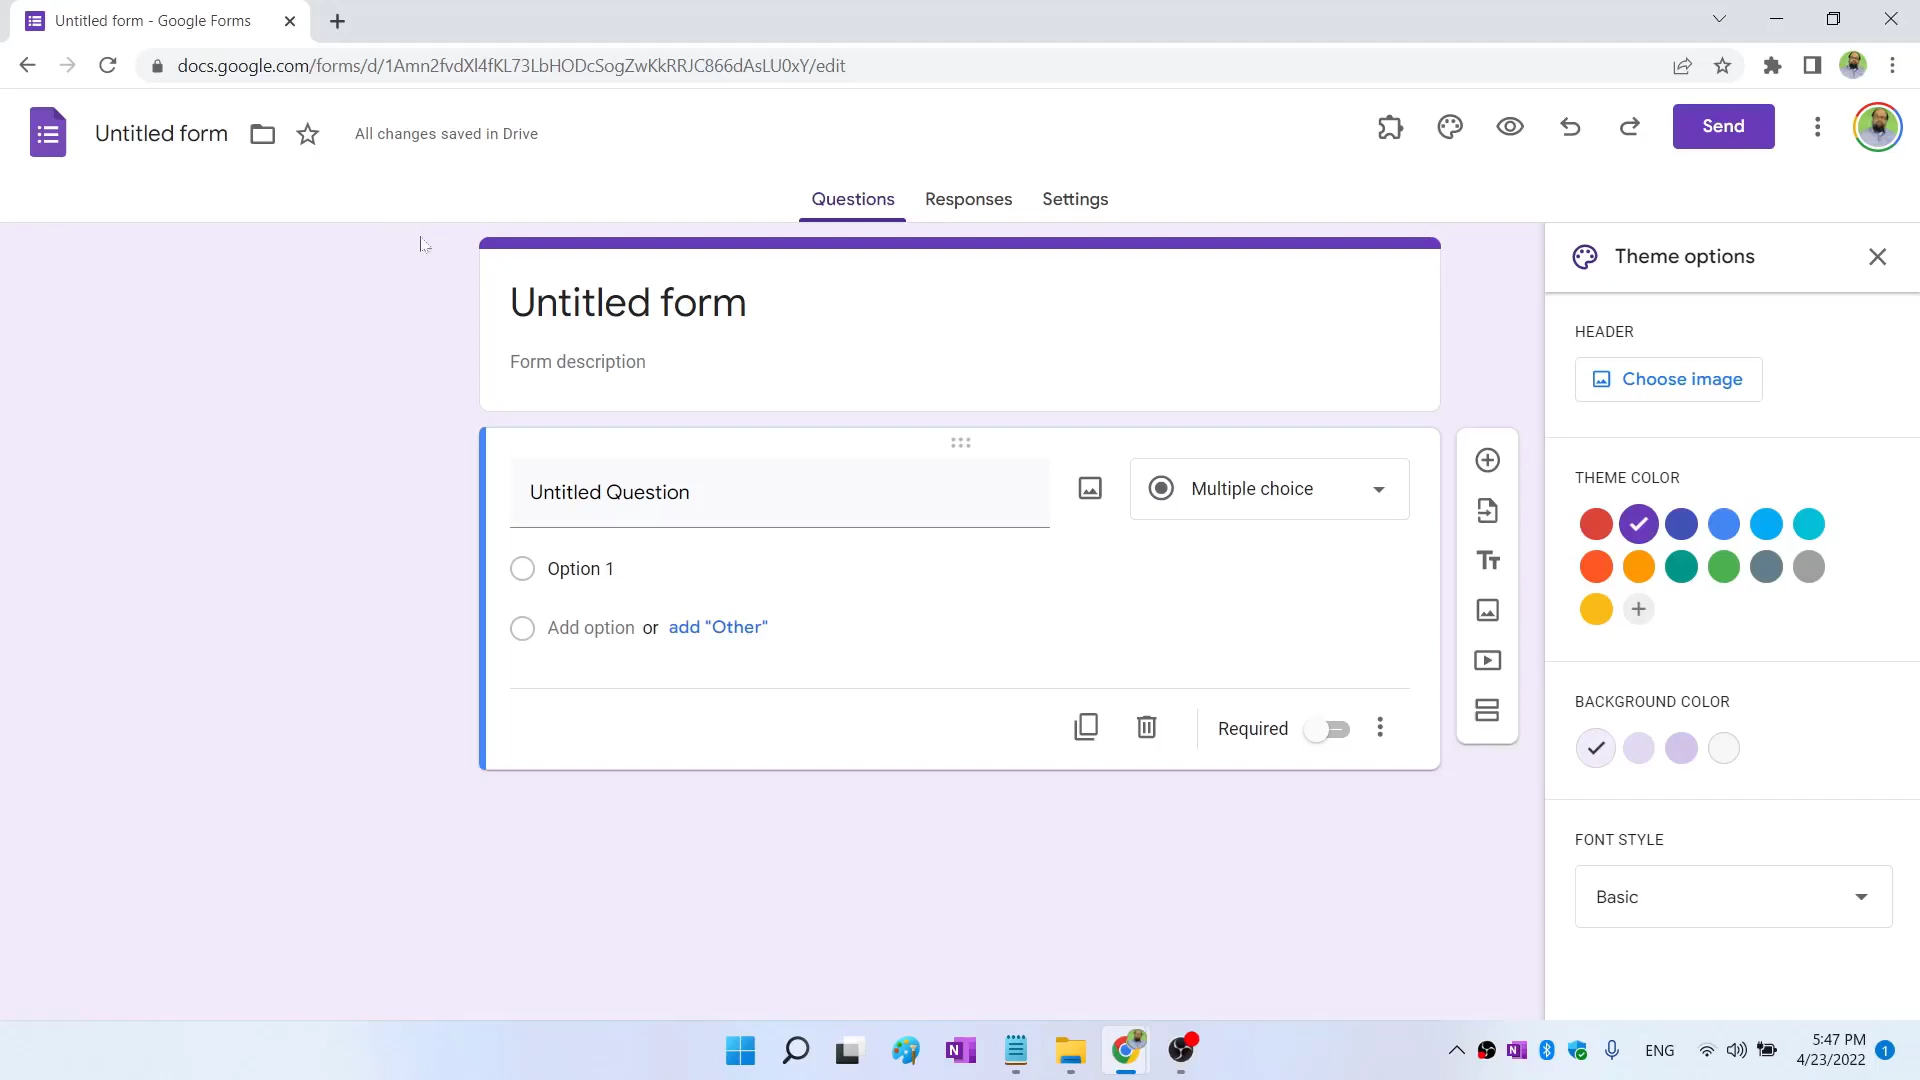 Untitled form - Google Forms
docs.google.com/forms/d/1Amn2fvdXl4fKL73LbHODcSogZwKkRRJC866dAsLU0xY/edit
Untitled form
All changes saved in Drive
Send
Questions Responses Settings
Untitled form
Form description
Untitled Question
Multiple choice
Option 1
Add option or add "Other"
Required
Theme options
HEADER
Choose image
THEME COLOR
BACKGROUND COLOR
FONT STYLE
Basic
ENG
5:47 PM
4/23/2022
1